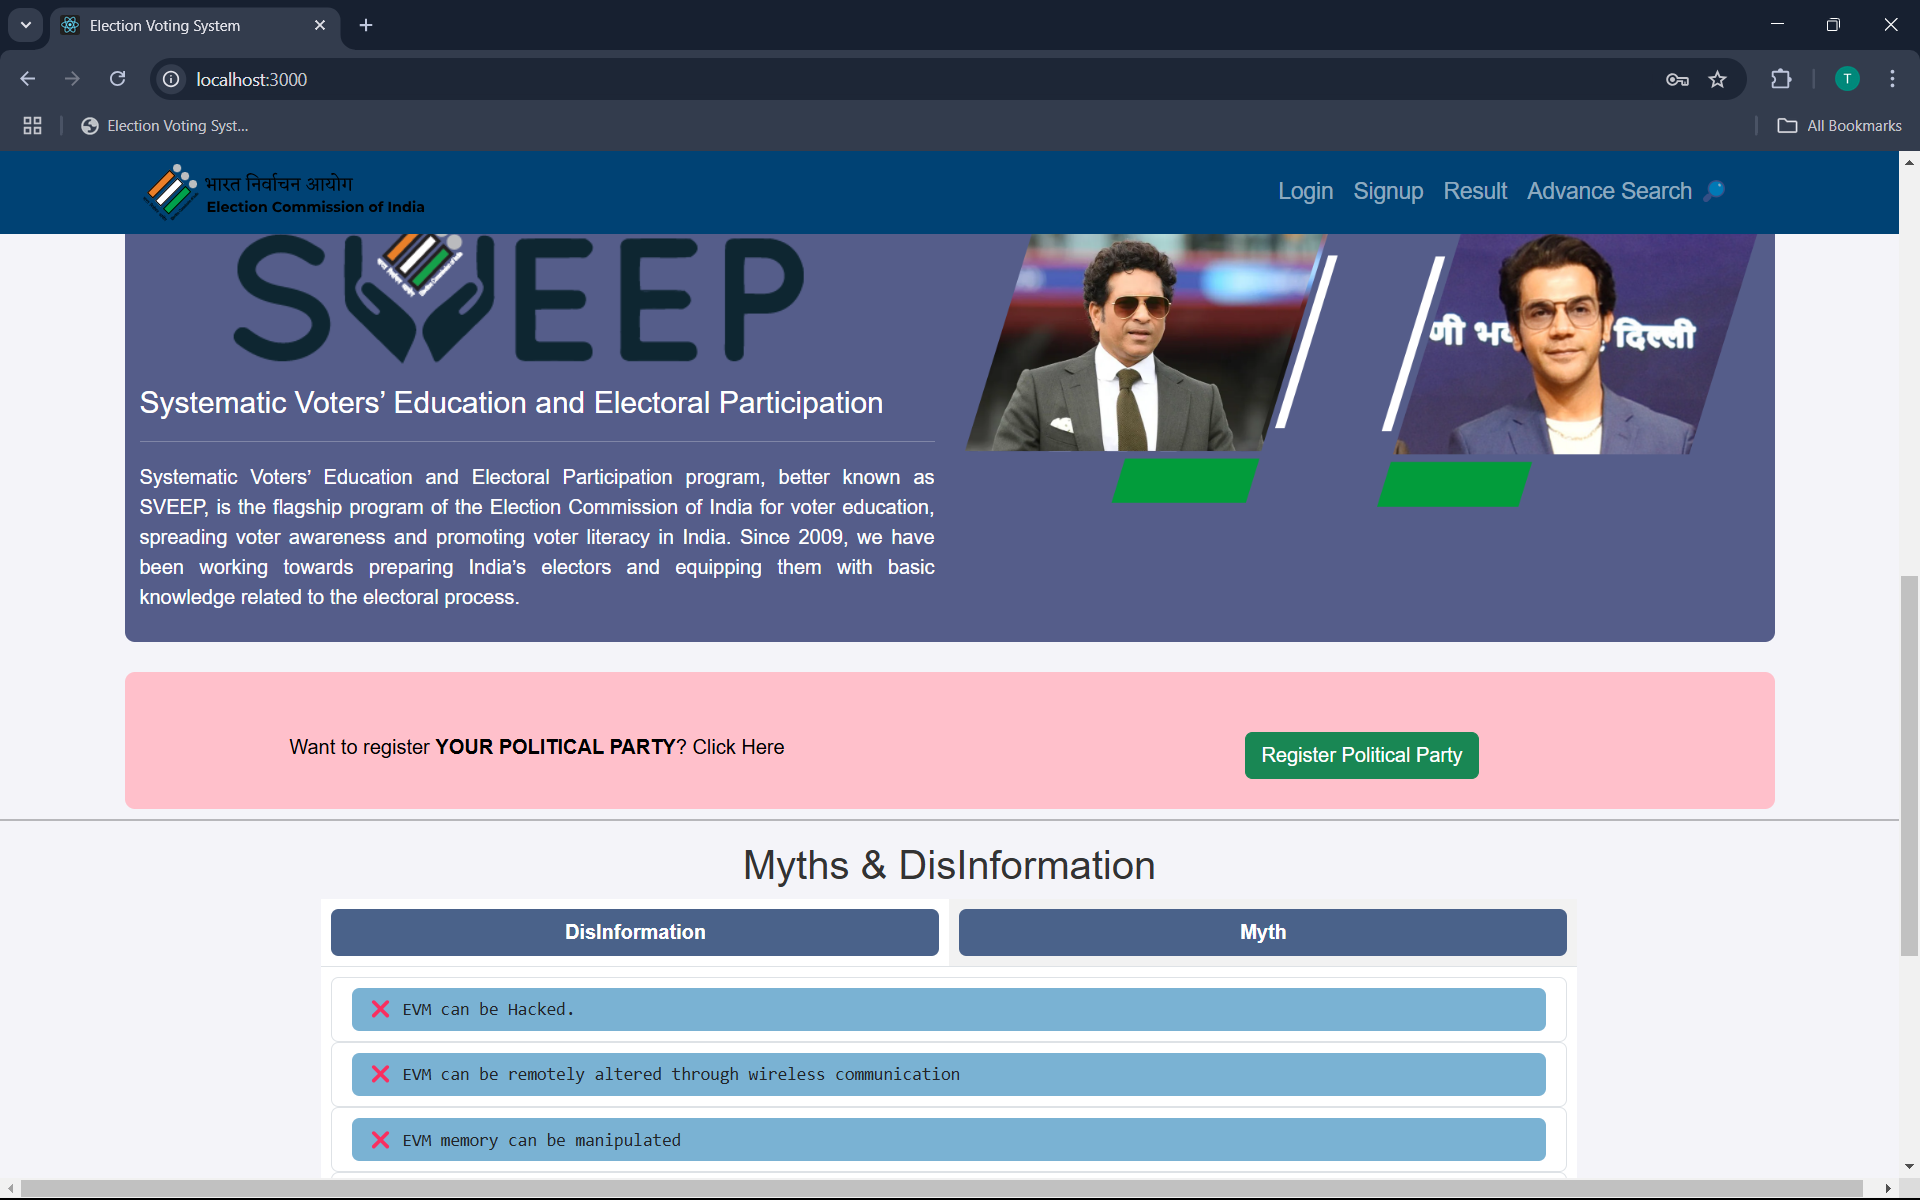 Election Voting System
localhost:3000
T
Election Voting Syst...
All Bookmarks
भारत निर्वाचन आयोग
Election Commission of India
Login Signup Result Advance Search
SVEEP
दिल्ली
Systematic Voters’ Education and Electoral Participation
Systematic Voters’ Education and Electoral Participation program, better known as
SVEEP, is the flagship program of the Election Commission of India for voter education,
spreading voter awareness and promoting voter literacy in India. Since 2009, we have
been working towards preparing India’s electors and equipping them with basic
knowledge related to the electoral process.
Want to register YOUR POLITICAL PARTY? Click Here
Register Political Party
Myths & DisInformation
DisInformation Myth
❌ EVM can be Hacked.
❌ EVM can be remotely altered through wireless communication
❌ EVM memory can be manipulated